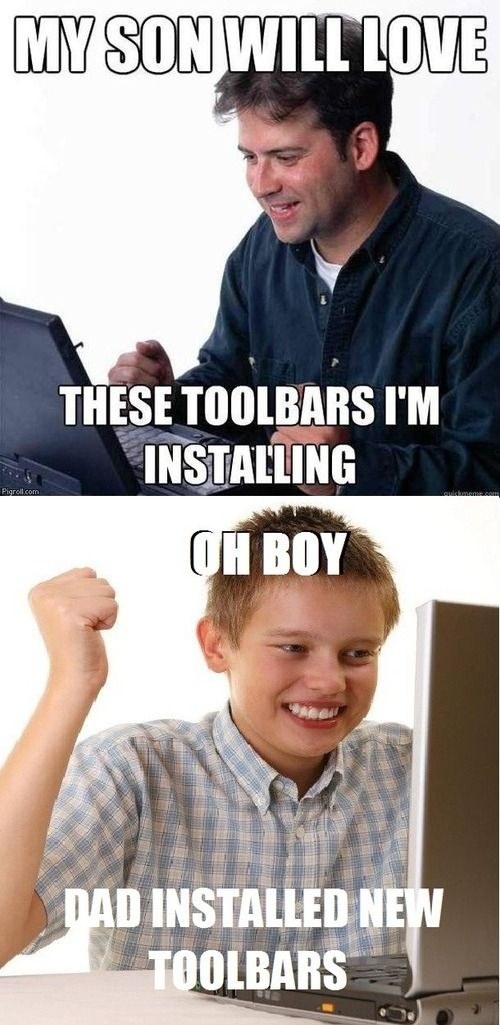 MY SON WILL LOVE
THESE TOOLBARS I'M
INSTALLING
Pigroll.com
quickmeme.com
OH BOY
DAD INSTALLED NEW
TOOLBARS